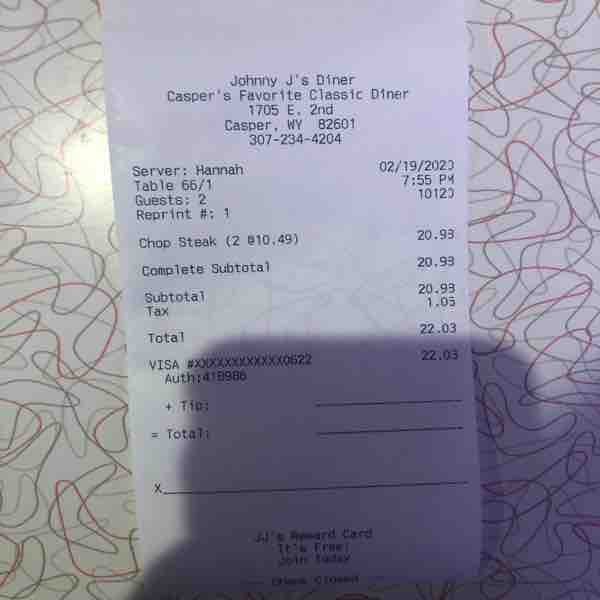 Johnny J's Diner
Casper's Favorite Classic Diner
1705 E. 2nd
Casper, WY 82601
307-234-4204
Server: Hannah 02/19/2020
Table 66/1 7:55 PM
Guests: 2 10120
Reprint #: 1
Chop Steak (2 @10.49) 20.98
Complete Subtotal 20.98
Subtotal 20.98
Tax 1.05
Total 22.03
VISA #XXXXXXXXXXXX0622 22.03
Auth:418986
+ Tip:
= Total:
X
JJ's Reward Card
It's Free!
Join Today
--- Check Closed ---